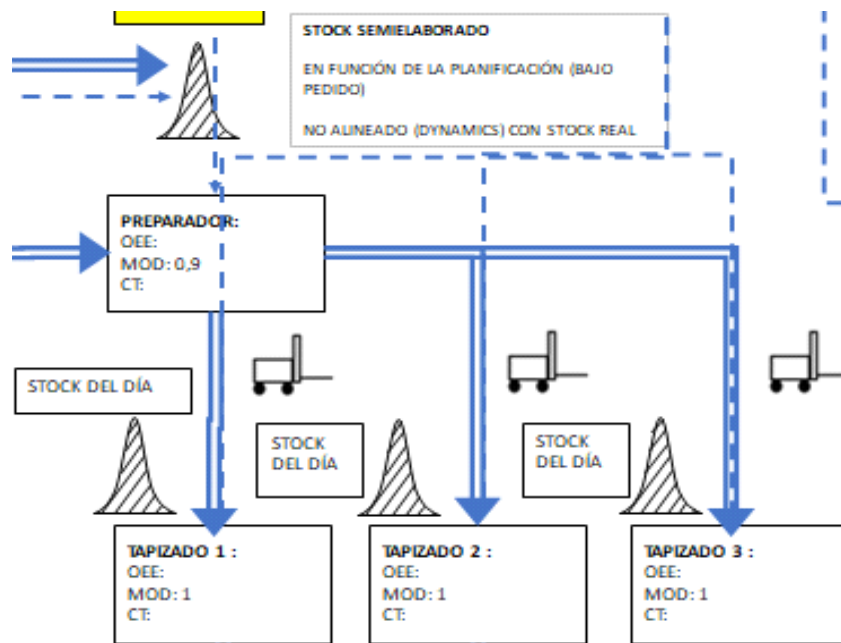 STOCK SEMIELABORADO
EN FUNCIÓN DE LA PLANIFICACIÓN (BAJO
PEDIDO)
NO ALINEADO (DYNAMICS) CON STOCK REAL
PREPARADOR:
OEE:
MOD: 0,9
CT:
STOCK DEL DÍA
STOCK
DEL DÍA
STOCK
DEL DÍA
TAPIZADO 1 :
OEE:
MOD: 1
CT:
TAPIZADO 2 :
OEE:
MOD: 1
CT:
TAPIZADO 3 :
OEE:
MOD: 1
CT: